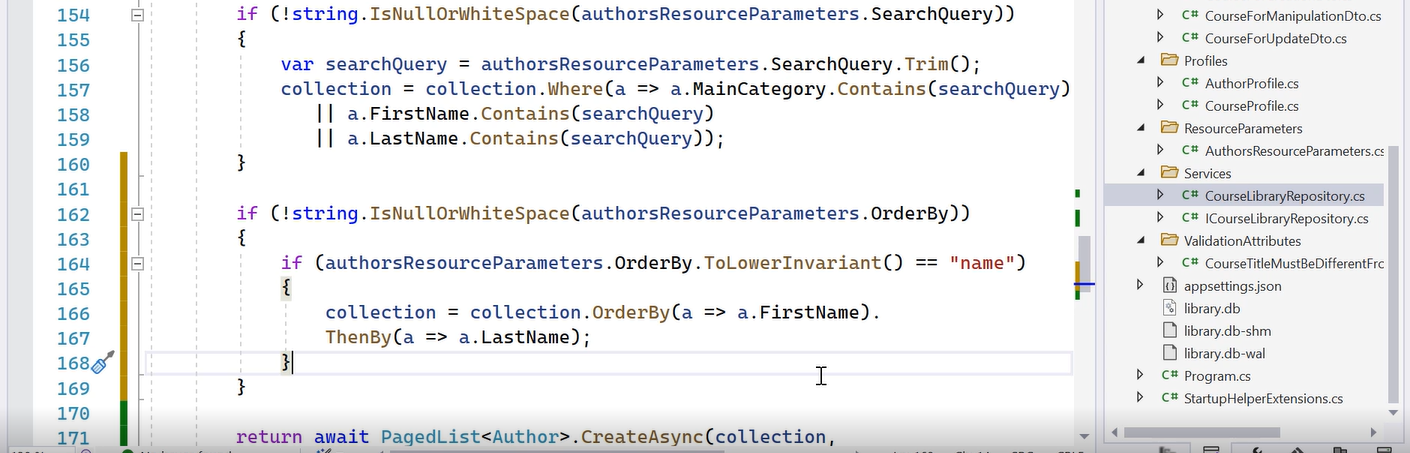 154 if (!string.IsNullOrWhiteSpace(authorsResourceParameters.SearchQuery))
155 {
156 var searchQuery = authorsResourceParameters.SearchQuery.Trim();
157 collection = collection.Where(a => a.MainCategory.Contains(searchQuery)
158 || a.FirstName.Contains(searchQuery)
159 || a.LastName.Contains(searchQuery));
160 }
161
162 if (!string.IsNullOrWhiteSpace(authorsResourceParameters.OrderBy))
163 {
164 if (authorsResourceParameters.OrderBy.ToLowerInvariant() == "name")
165 {
166 collection = collection.OrderBy(a => a.FirstName).
167 ThenBy(a => a.LastName);
168 }
169 }
170
171 return await PagedList<Author>.CreateAsync(collection,
C# CourseForManipulationDto.cs
C# CourseForUpdateDto.cs
Profiles
C# AuthorProfile.cs
C# CourseProfile.cs
ResourceParameters
C# AuthorsResourceParameters.cs
Services
C# CourseLibraryRepository.cs
C# ICourseLibraryRepository.cs
ValidationAttributes
C# CourseTitleMustBeDifferentFrc
appsettings.json
library.db
library.db-shm
library.db-wal
C# Program.cs
C# StartupHelperExtensions.cs